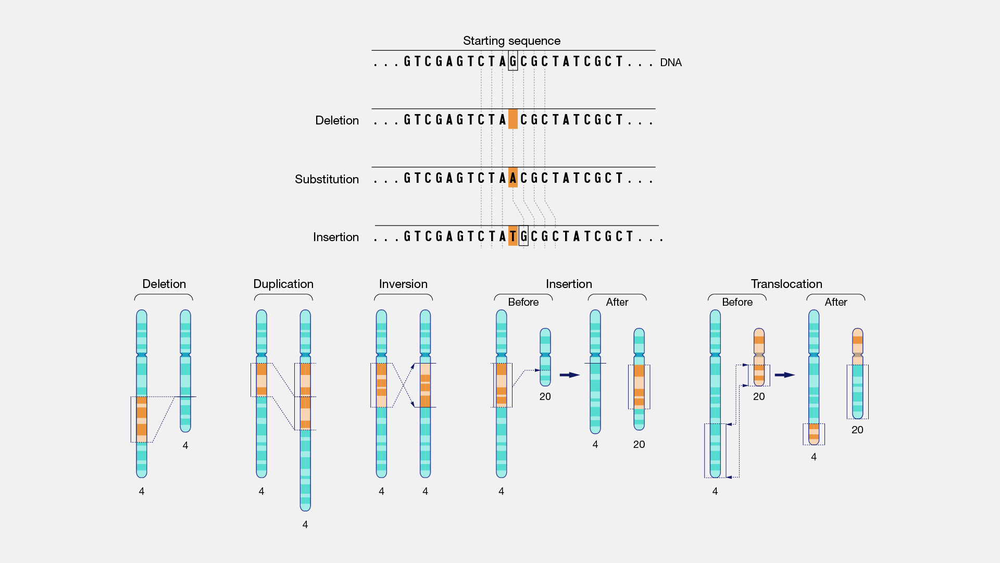 Starting sequence
. . . G T C G A G T C T A G C G C T A T C G C T . . . DNA
Deletion . . . G T C G A G T C T A C G C T A T C G C T . . .
Substitution . . . G T C G A G T C T A A C G C T A T C G C T . . .
Insertion . . . G T C G A G T C T A T G C G C T A T C G C T . . .
Deletion Duplication Inversion Insertion Translocation
Before After Before After
20 20
20
4 4 20
4
4
4 4 4 4 4 4
4